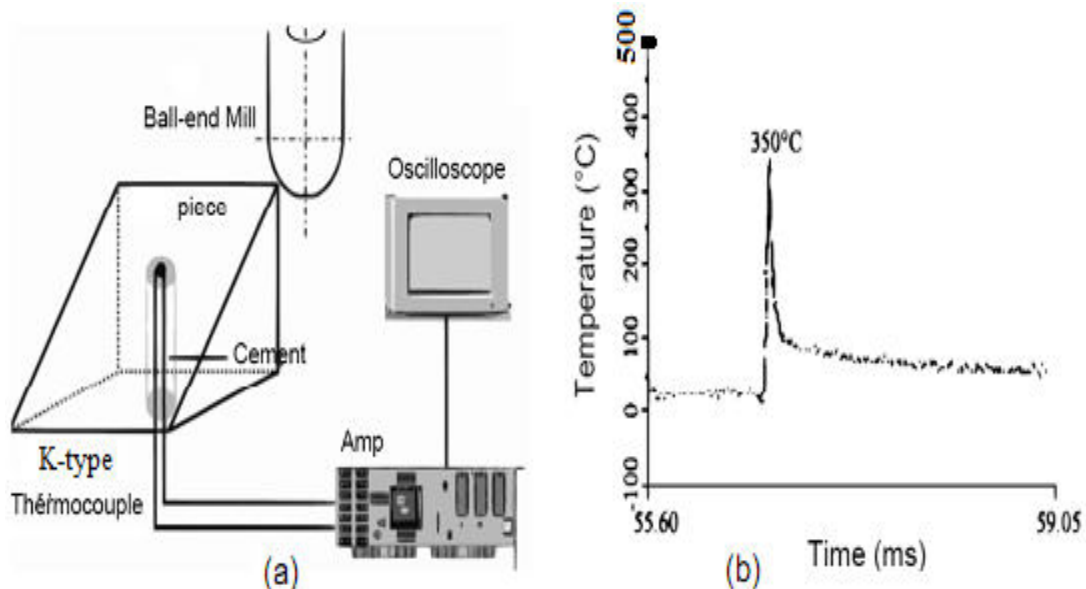 Ball-end Mill
Oscilloscope
piece
Cement
K-type
Thérmocouple
Amp
(a)
Temperature (°C)
500
400
300
200
100
0
-100
350°C
55.60
59.05
Time (ms)
(b)